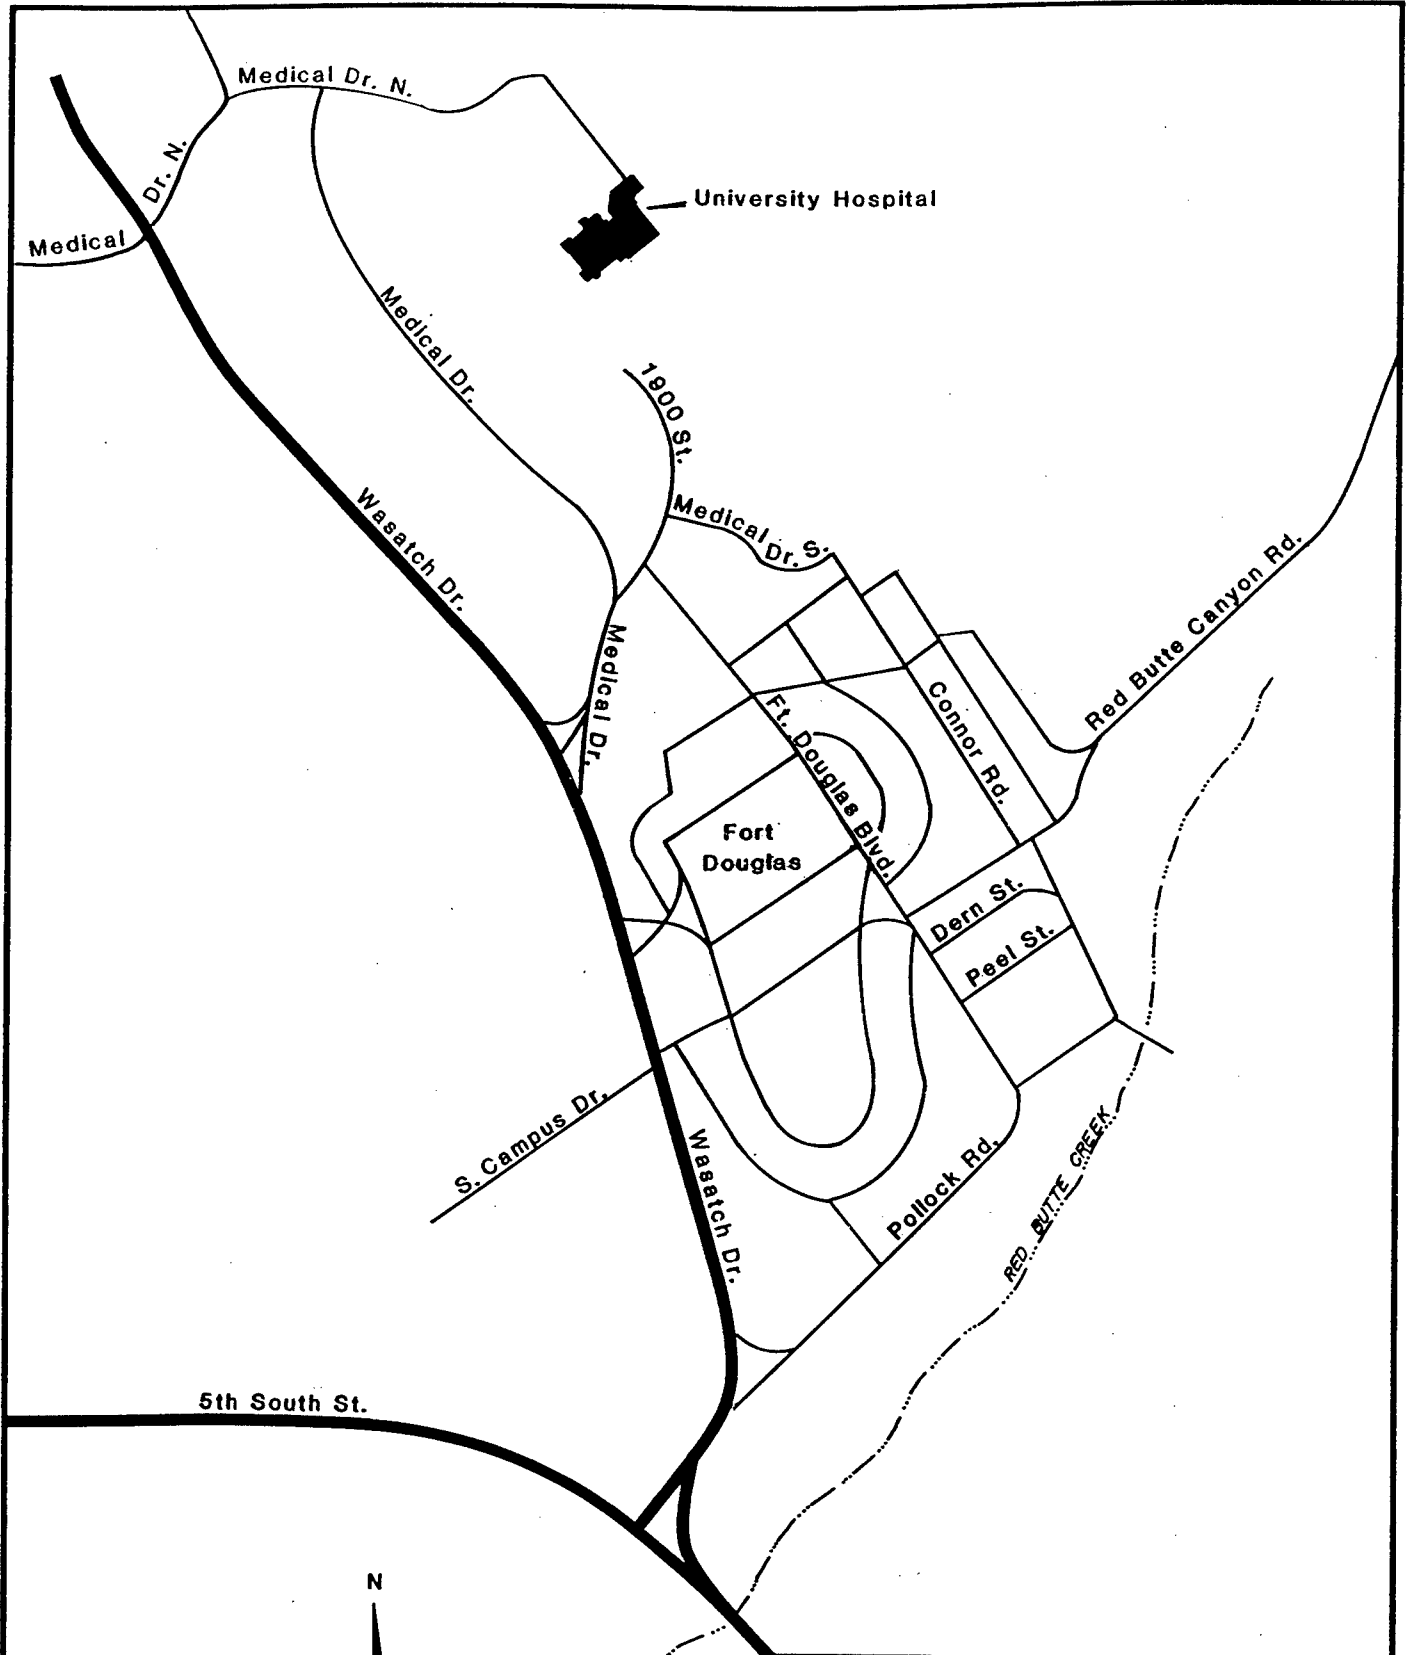 Medical Dr. N.
Medical Dr. N.
University Hospital
Medical Dr.
1900 St.
Medical Dr. S.
Wasatch Dr.
Red Butte Canyon Rd.
Medical Dr.
Connor Rd.
Ft. Douglas Blvd.
Fort
Douglas
Dern St.
Peel St.
S. Campus Dr.
Wasatch Dr.
Pollock Rd.
RED BUTTE CREEK
5th South St.
N